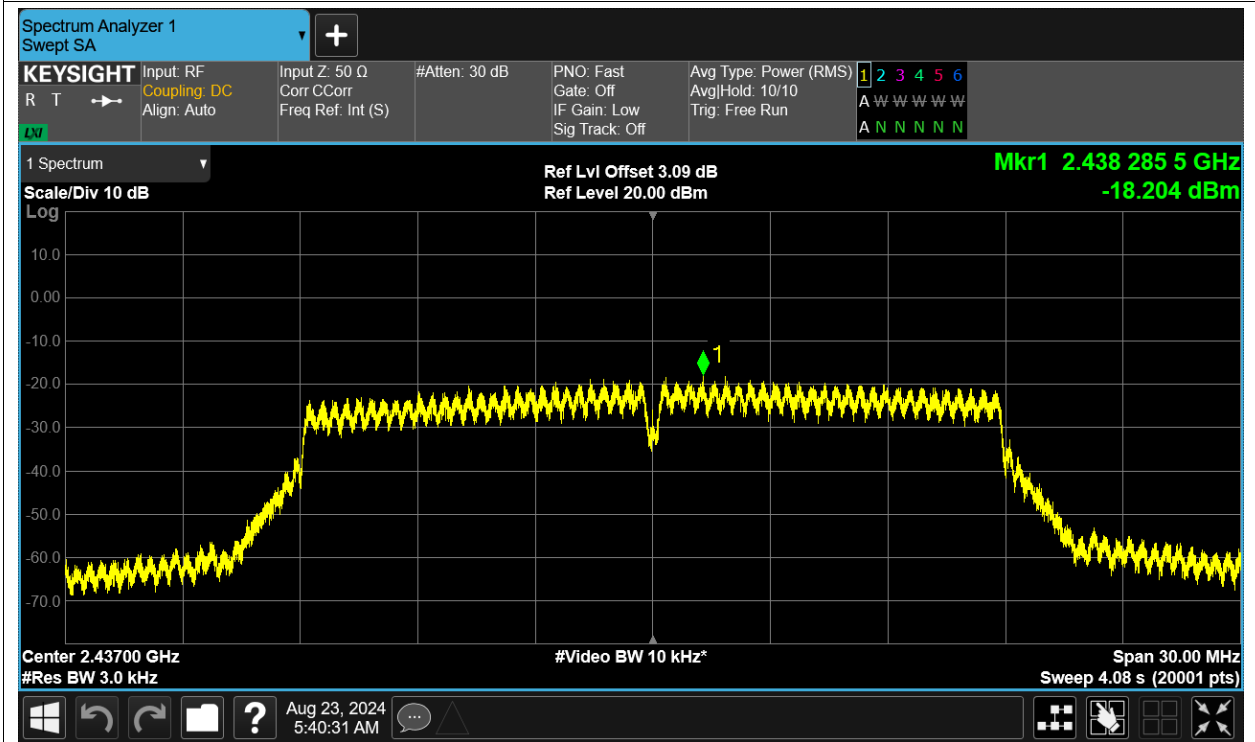 Spectrum Analyzer 1
Swept SA
+
KEYSIGHT
R T
LXI
Input: RF
Coupling: DC
Align: Auto
Input Z: 50 Ω
Corr CCorr
Freq Ref: Int (S)
#Atten: 30 dB
PNO: Fast
Gate: Off
IF Gain: Low
Sig Track: Off
Avg Type: Power (RMS)
Avg|Hold: 10/10
Trig: Free Run
1 2 3 4 5 6
A W W W W W
A N N N N N
1 Spectrum
Scale/Div 10 dB
Ref Lvl Offset 3.09 dB
Ref Level 20.00 dBm
Mkr1 2.438 285 5 GHz
-18.204 dBm
Log
10.0
0.00
-10.0
1
-20.0
-30.0
-40.0
-50.0
-60.0
-70.0
Center 2.43700 GHz
#Video BW 10 kHz*
Span 30.00 MHz
#Res BW 3.0 kHz
Sweep 4.08 s (20001 pts)
?
Aug 23, 2024
5:40:31 AM